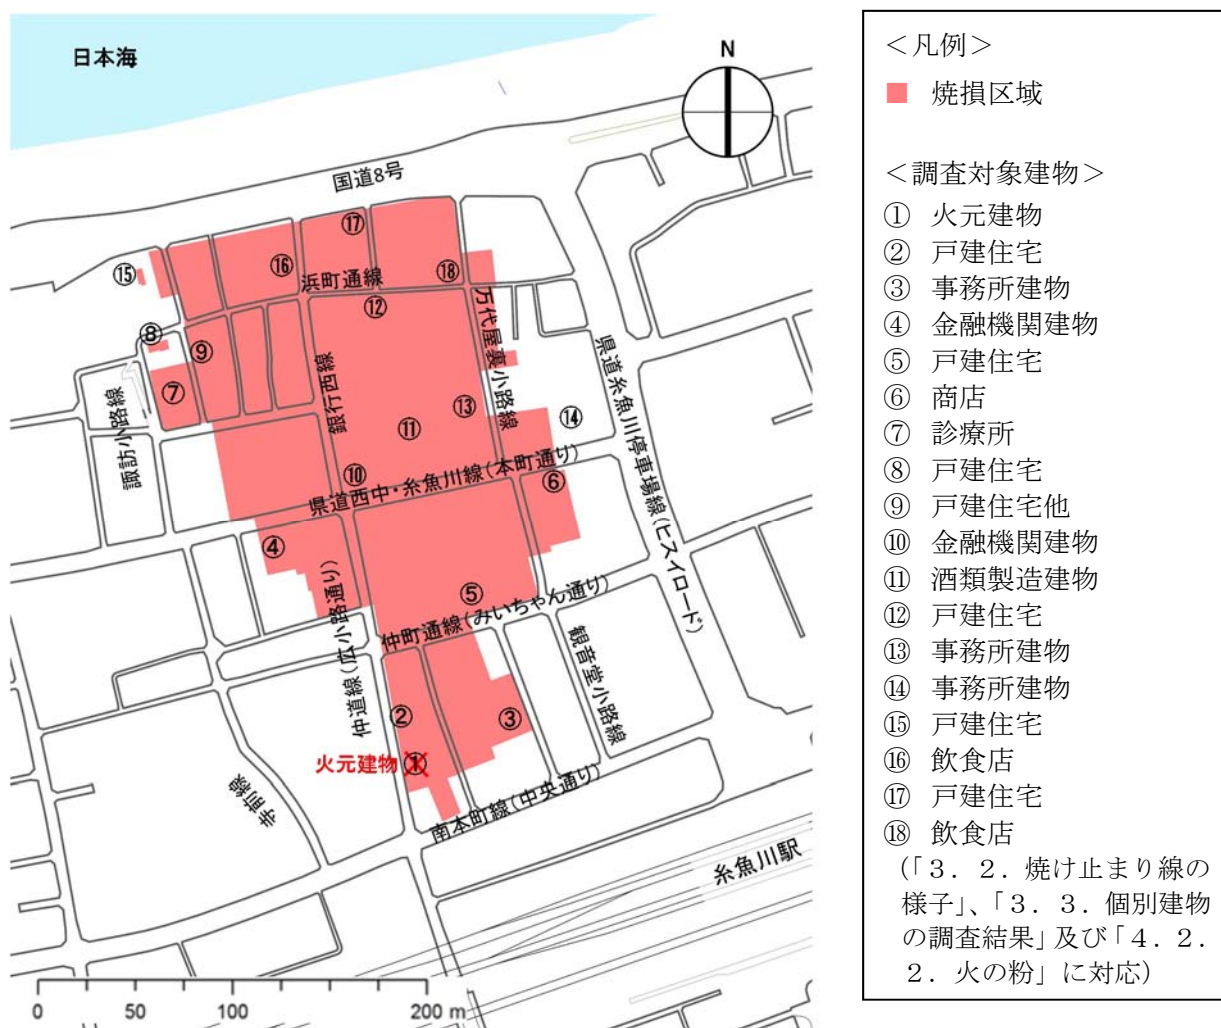 日本海
N
国道8号
⑰
⑮
⑯
⑱
浜町通線
⑫
万代屋裏小路線
⑧
⑨
県道糸魚川停車場線(ヒスイロード)
銀行西線
⑦
⑬
⑭
⑪
諏訪小路線
⑩
県道西中・糸魚川線(本町通り)
⑥
④
⑤
仲町通線(みいちゃん通り)
仲道線(広小路通り)
観音堂小路線
②
③
火元建物 ①
寺前線
南本町線(中央通り)
糸魚川駅
0 50 100 200 m
＜凡例＞
焼損区域
＜調査対象建物＞
① 火元建物
② 戸建住宅
③ 事務所建物
④ 金融機関建物
⑤ 戸建住宅
⑥ 商店
⑦ 診療所
⑧ 戸建住宅
⑨ 戸建住宅他
⑩ 金融機関建物
⑪ 酒類製造建物
⑫ 戸建住宅
⑬ 事務所建物
⑭ 事務所建物
⑮ 戸建住宅
⑯ 飲食店
⑰ 戸建住宅
⑱ 飲食店
(「３．２．焼け止まり線の
様子」、「３．３．個別建物
の調査結果」及び「４．２．
２．火の粉」に対応)